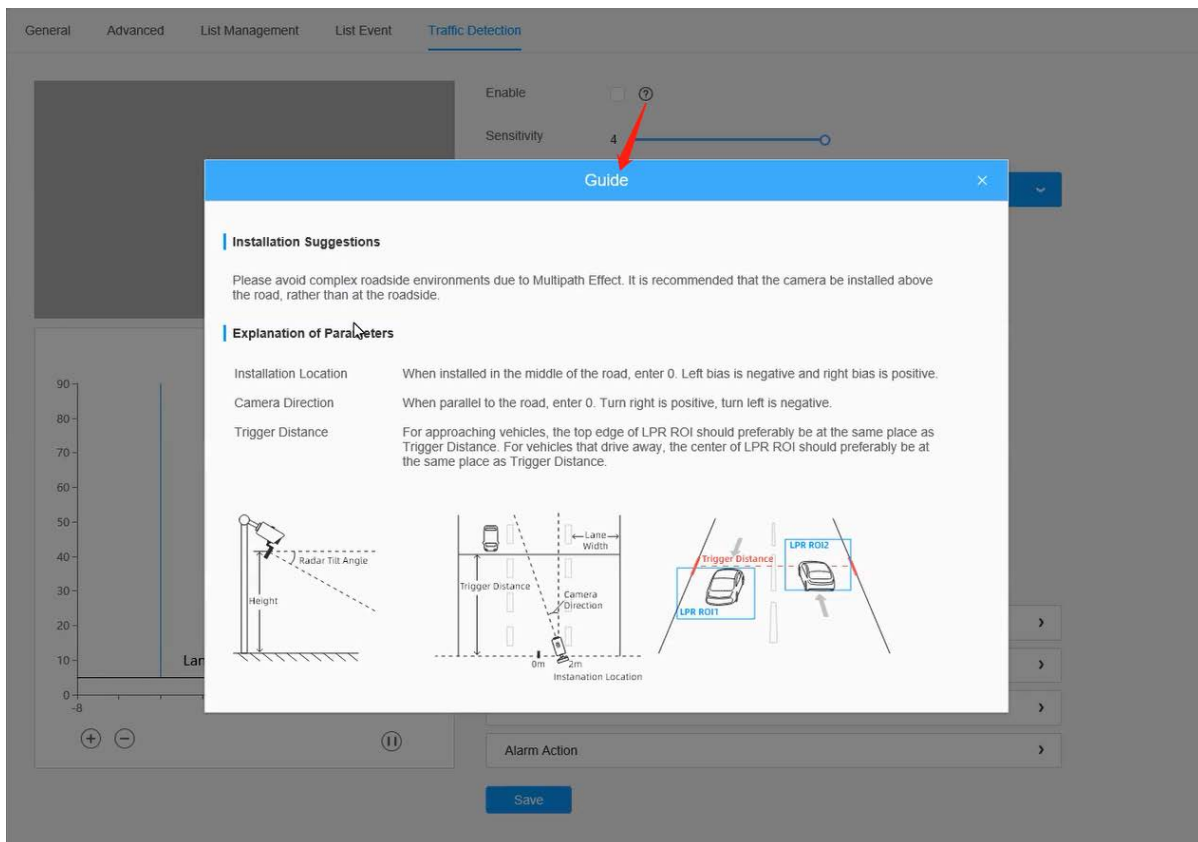 General Advanced List Management List Event Traffic Detection
Enable
Sensitivity 4
Guide
Installation Suggestions
Please avoid complex roadside environments due to Multipath Effect. It is recommended that the camera be installed above
the road, rather than at the roadside.
Explanation of Parameters
Installation Location When installed in the middle of the road, enter 0. Left bias is negative and right bias is positive.
Camera Direction When parallel to the road, enter 0. Turn right is positive, turn left is negative.
Trigger Distance For approaching vehicles, the top edge of LPR ROI should preferably be at the same place as
Trigger Distance. For vehicles that drive away, the center of LPR ROI should preferably be at
the same place as Trigger Distance.
Radar Tilt Angle
Height
Lane
Width
Trigger Distance
Camera
Direction
0m 2m
Instanation Location
Trigger Distance
LPR ROI2
LPR ROI1
90
80
70
60
50
40
30
20
10
0
-8
Alarm Action
Save